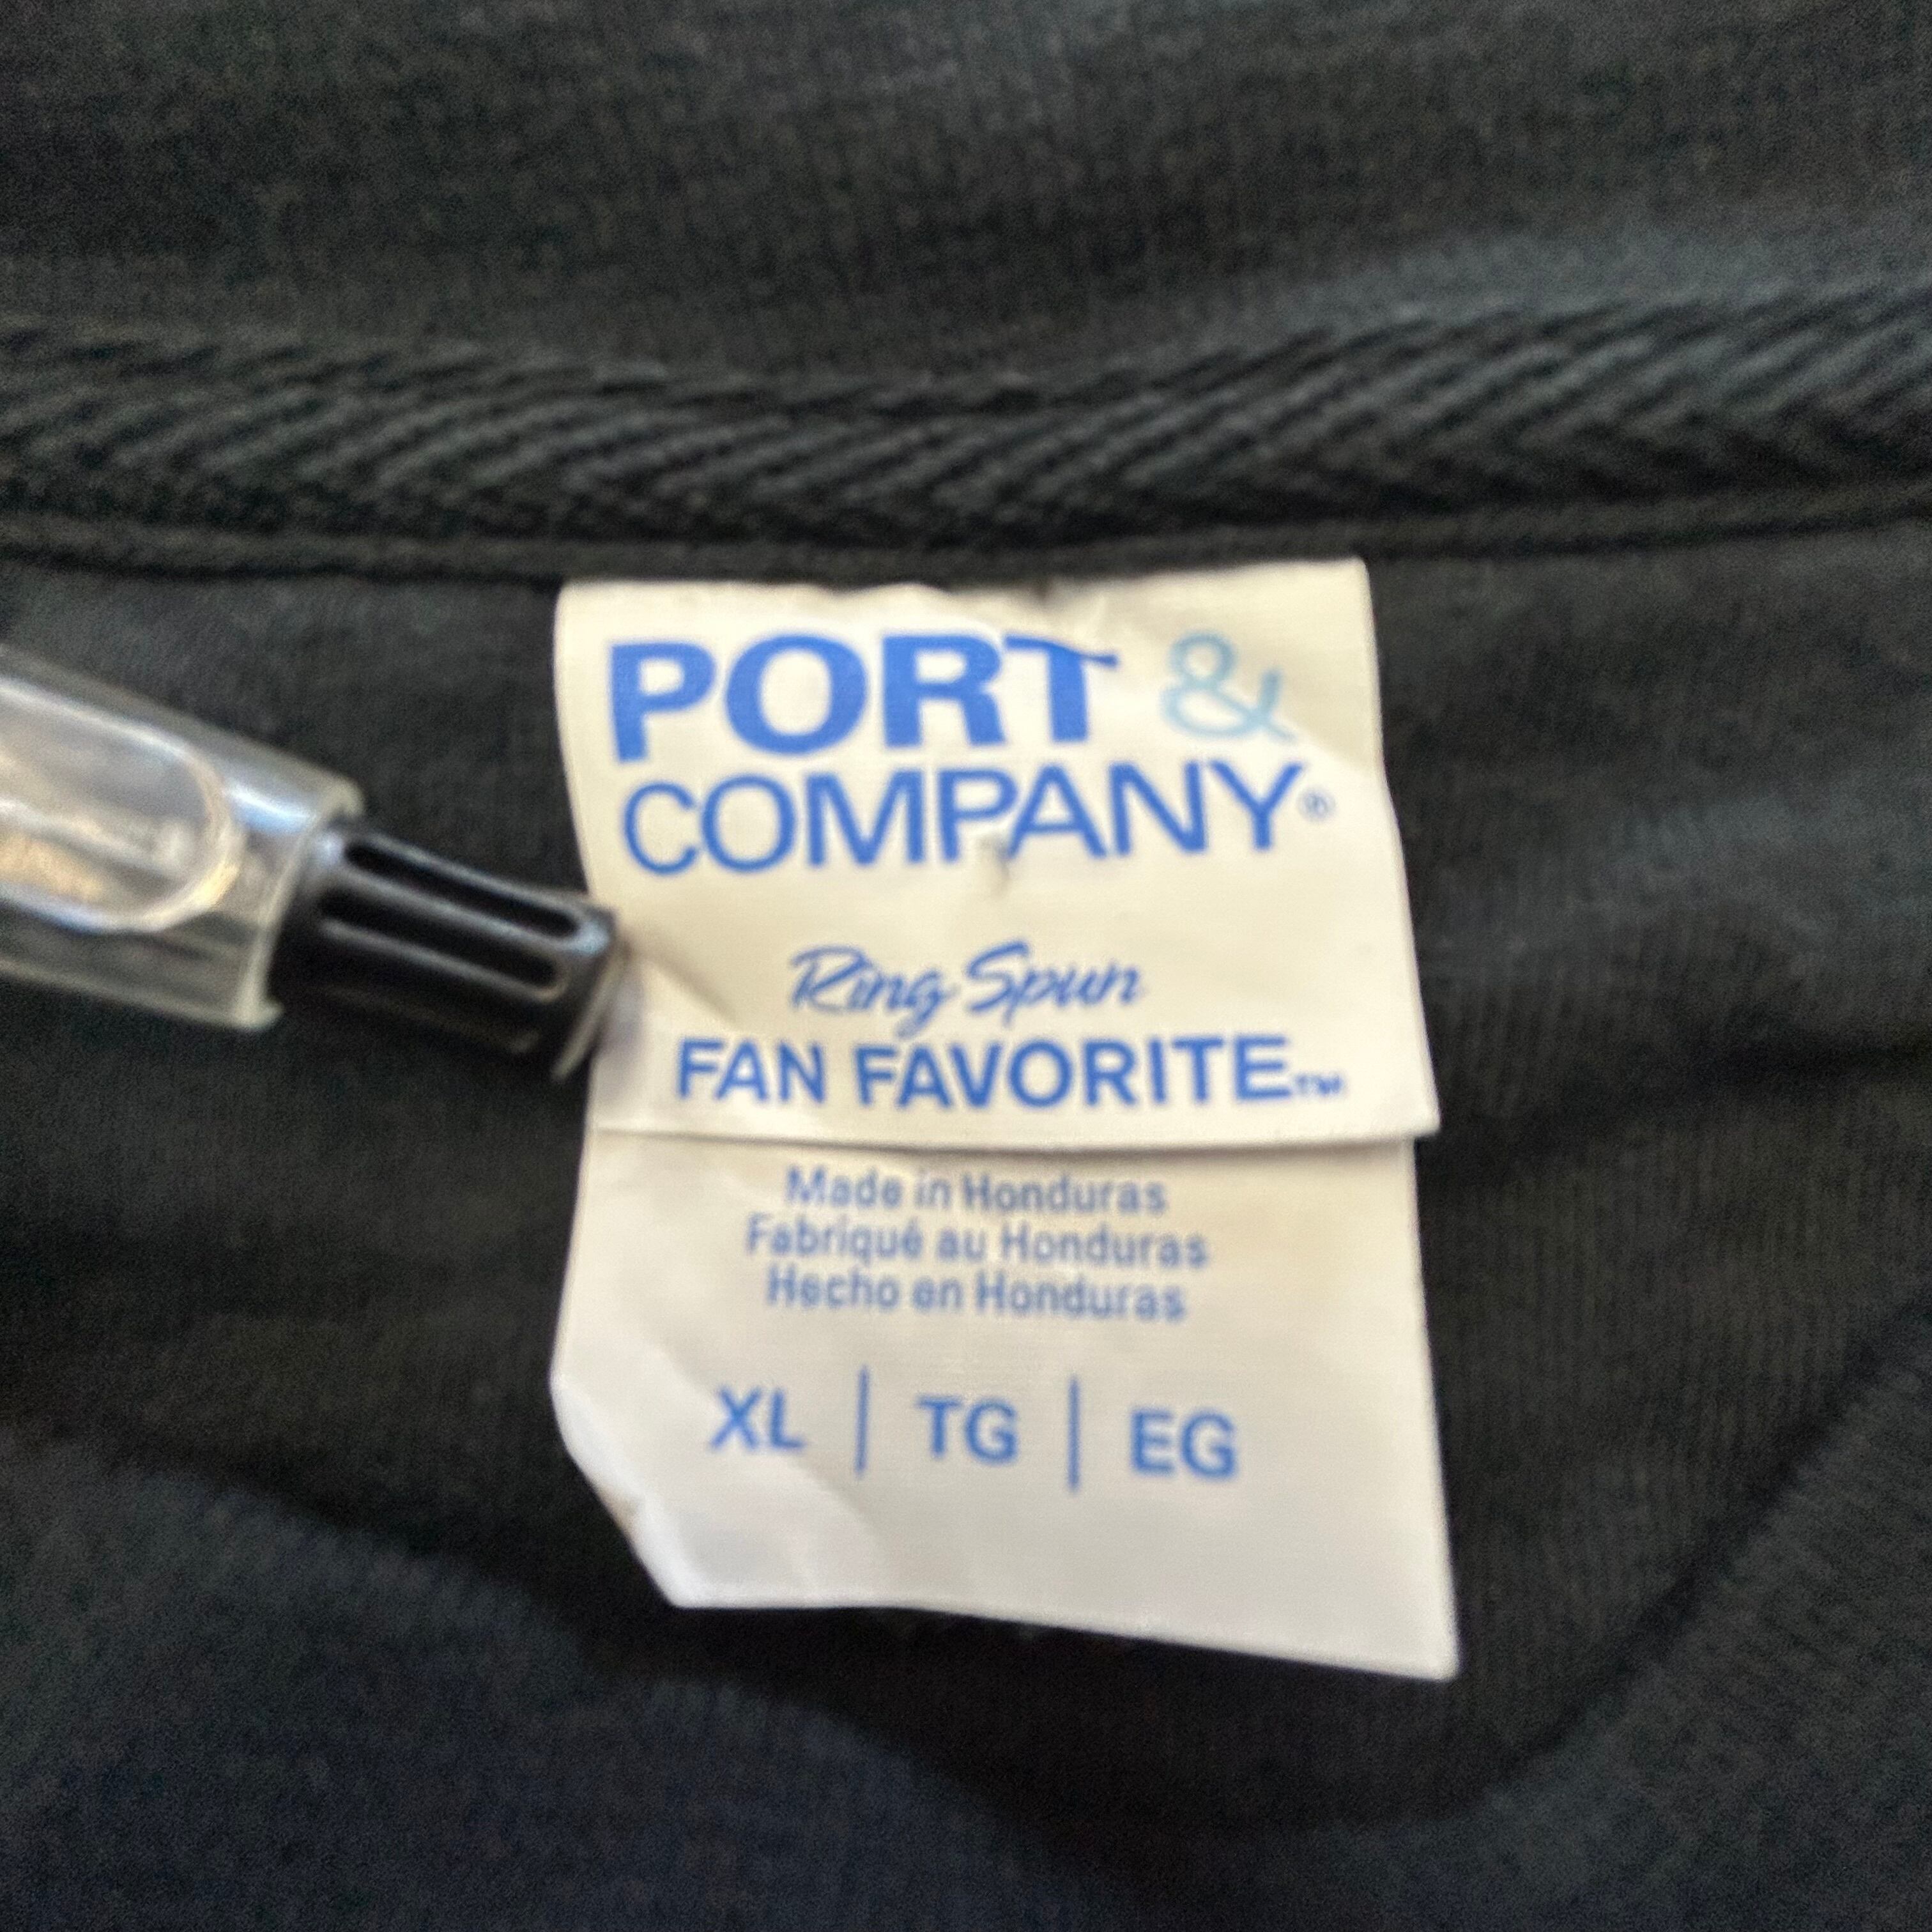 PORT &
COMPANY®
Ring Spun
FAN FAVORITE™
Made in Honduras
Fabriqué au Honduras
Hecho en Honduras
XL | TG | EG